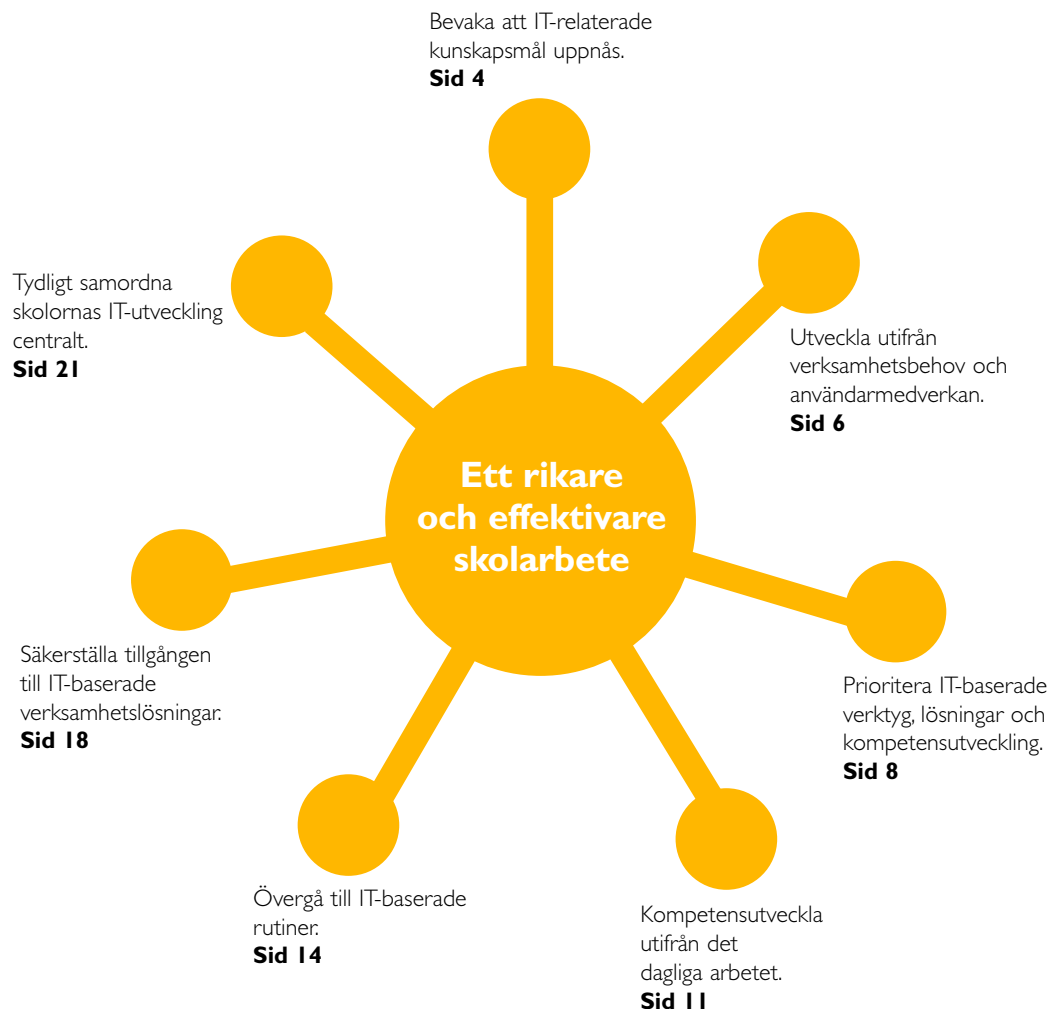 Bevaka att IT-relaterade
kunskapsmål uppnås.
Sid 4
Utveckla utifrån
verksamhetsbehov och
användarmedverkan.
Sid 6
Prioritera IT-baserade
verktyg, lösningar och
kompetensutveckling.
Sid 8
Kompetensutveckla
utifrån det
dagliga arbetet.
Sid 11
Övergå till IT-baserade
rutiner.
Sid 14
Säkerställa tillgången
till IT-baserade
verksamhetslösningar.
Sid 18
Tydligt samordna
skolornas IT-utveckling
centralt.
Sid 21
Ett rikare
och effektivare
skolarbete